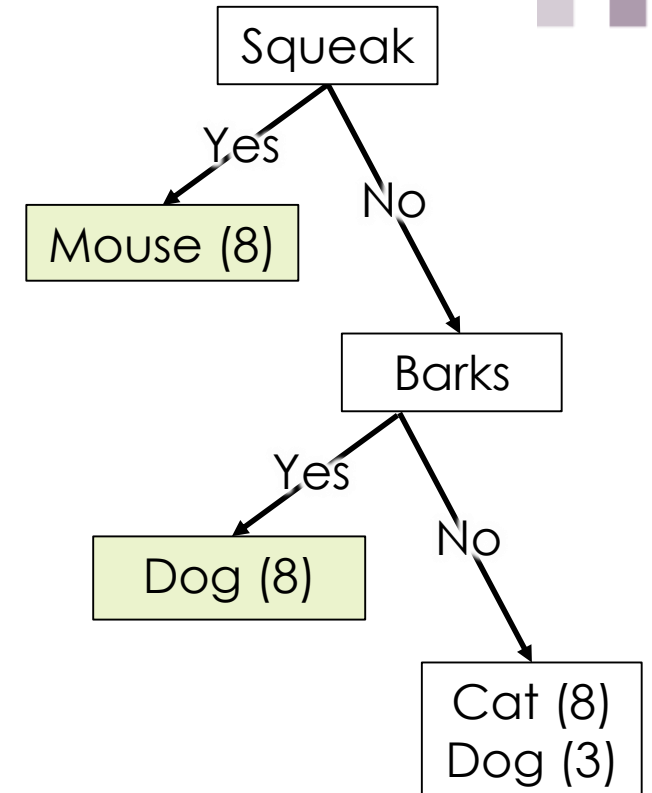 Squeak
Yes
No
Mouse (8)
Barks
Yes
No
Dog (8)
Cat (8)
Dog (3)